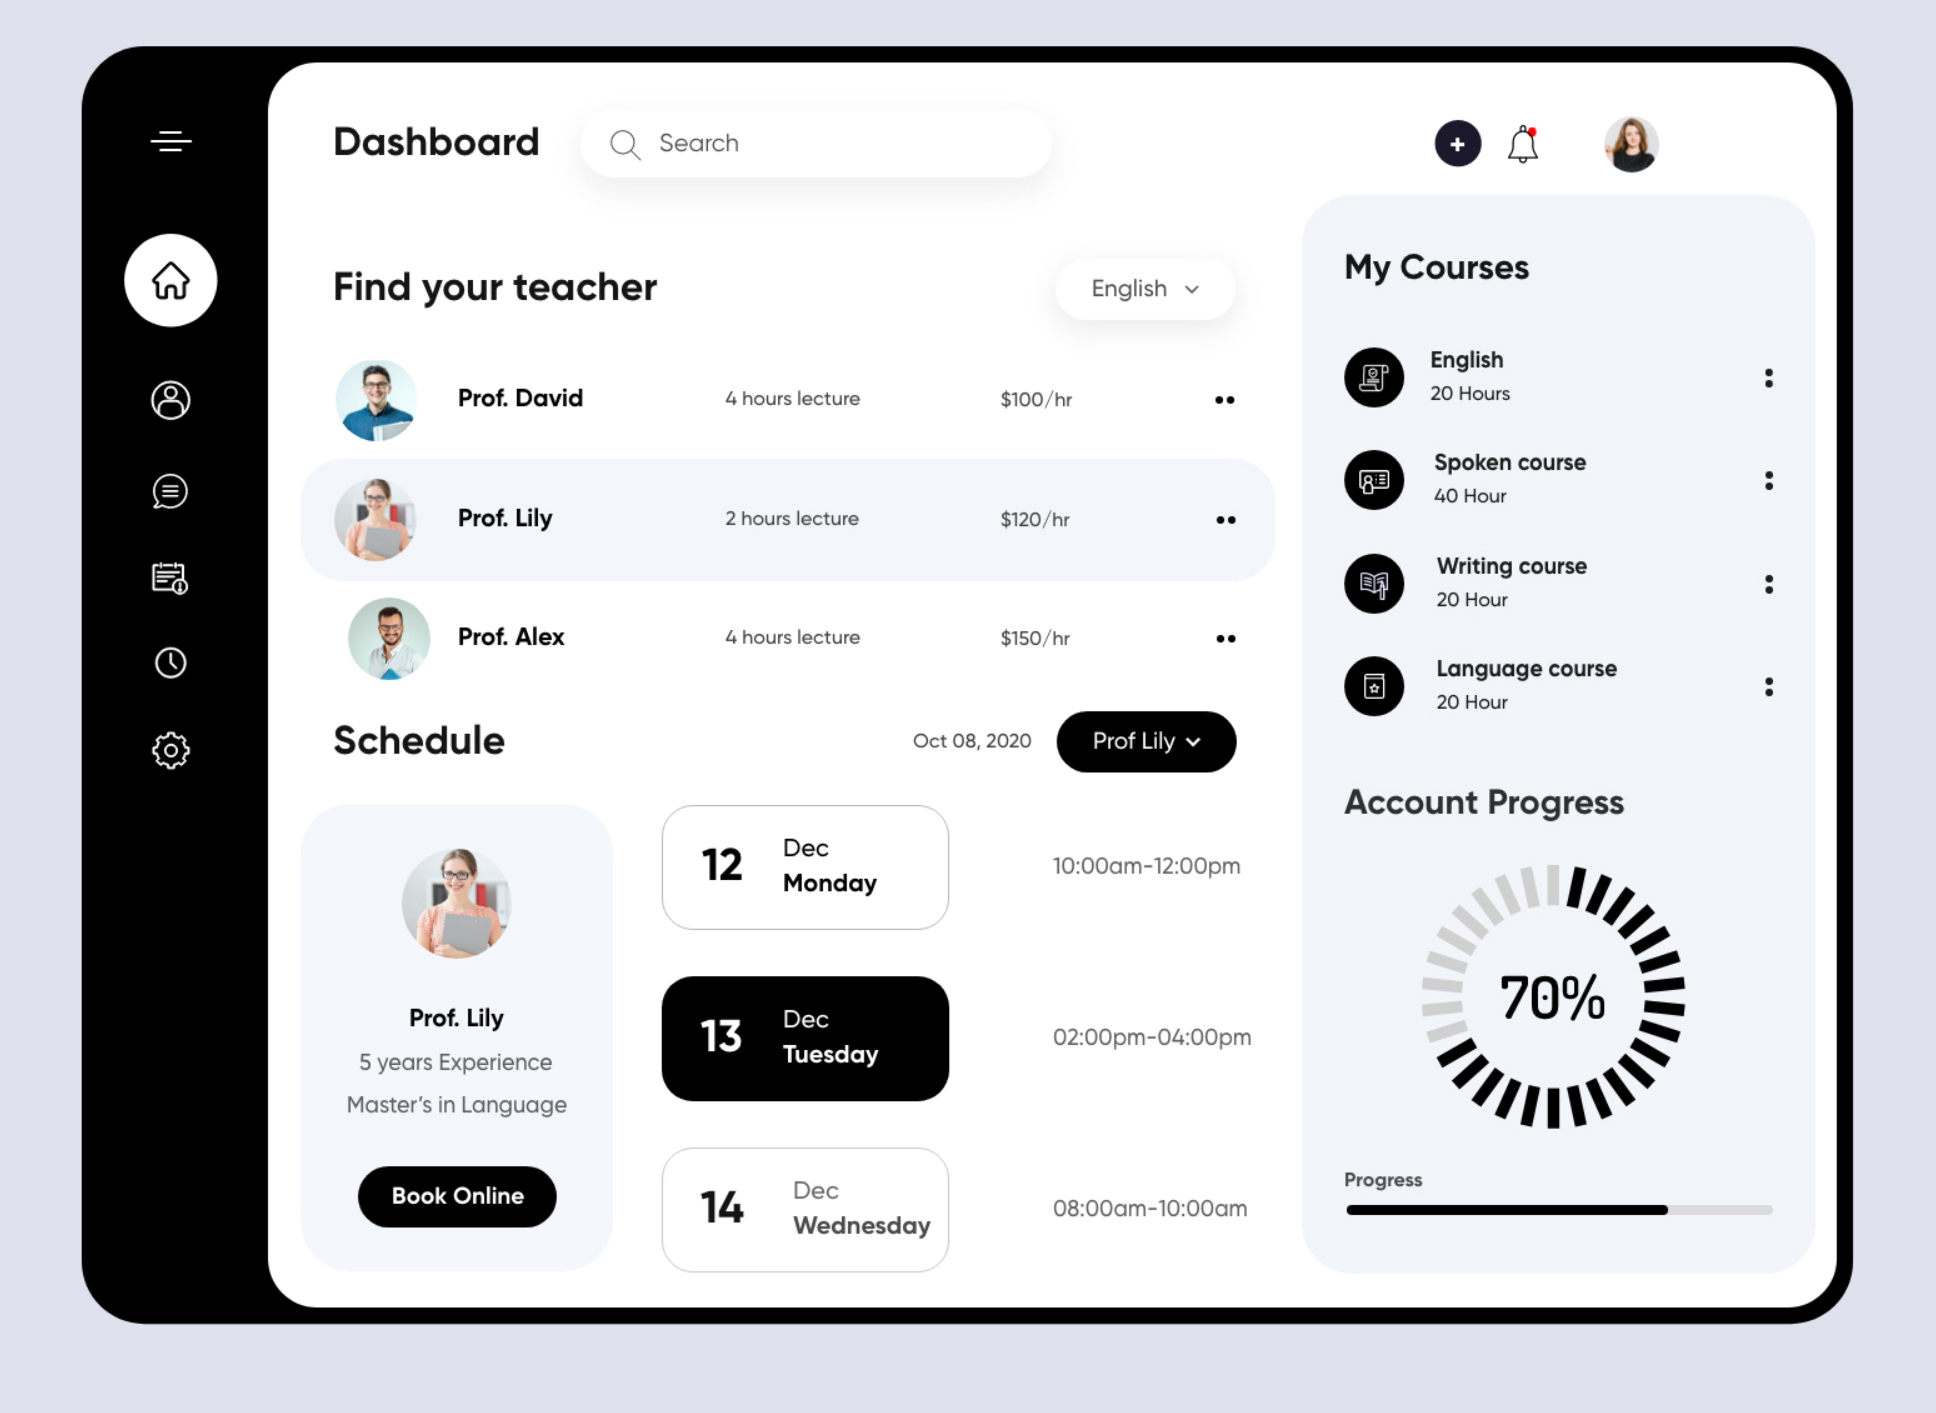 Dashboard
Search
+
Find your teacher
English
Prof. David
4 hours lecture
$100/hr
Prof. Lily
2 hours lecture
$120/hr
Prof. Alex
4 hours lecture
$150/hr
Schedule
Oct 08, 2020
Prof Lily
Prof. Lily
5 years Experience
Master's in Language
Book Online
12
Dec
Monday
10:00am-12:00pm
13
Dec
Tuesday
02:00pm-04:00pm
14
Dec
Wednesday
08:00am-10:00am
My Courses
English
20 Hours
Spoken course
40 Hour
Writing course
20 Hour
Language course
20 Hour
Account Progress
70%
Progress